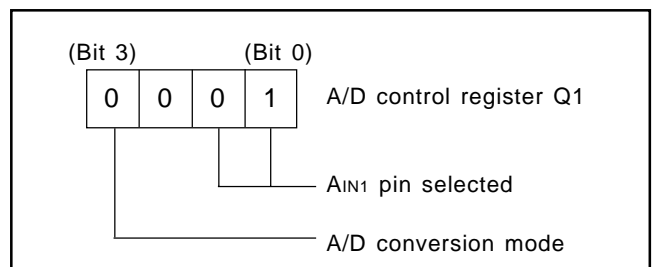 (Bit 3) (Bit 0)
0 0 0 1 A/D control register Q1
AIN1 pin selected
A/D conversion mode